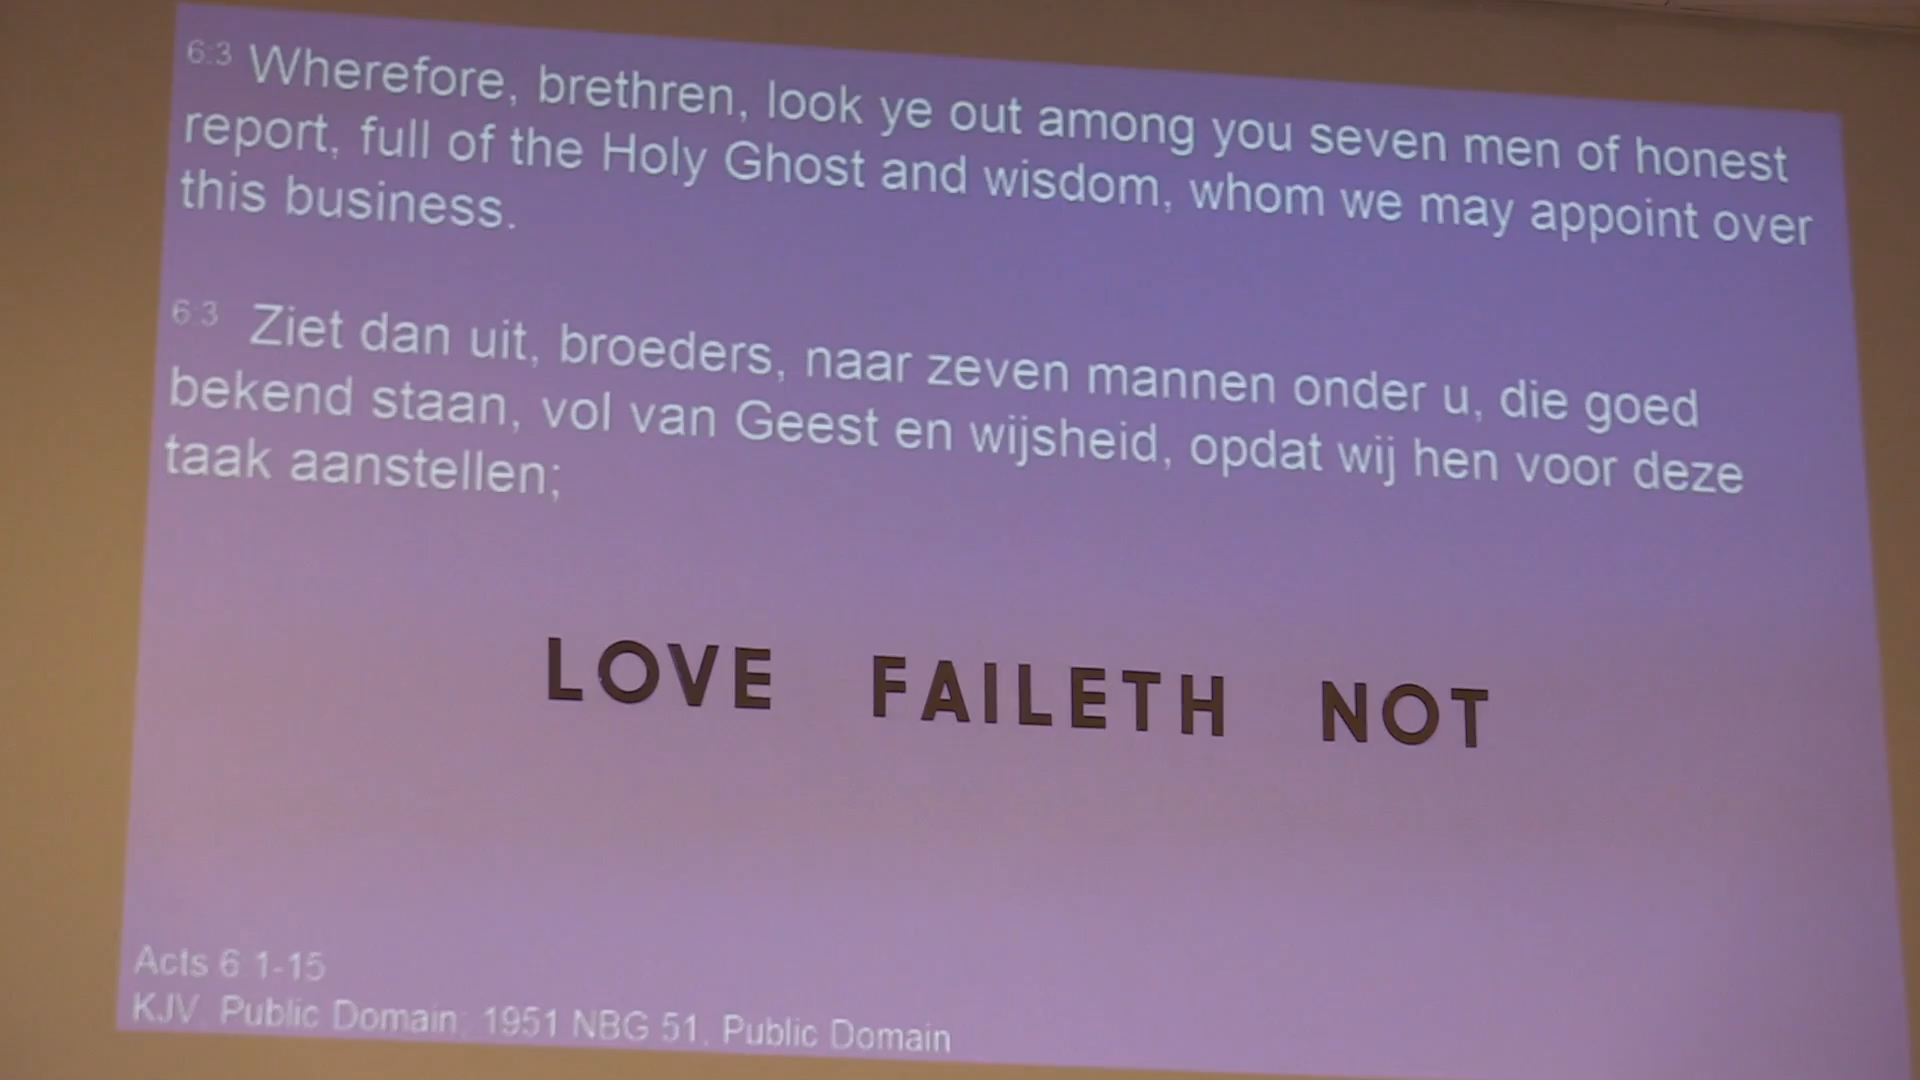 6:3 Wherefore, brethren, look ye out among you seven men of honest
report, full of the Holy Ghost and wisdom, whom we may appoint over
this business.
6:3 Ziet dan uit, broeders, naar zeven mannen onder u, die goed
bekend staan, vol van Geest en wijsheid, opdat wij hen voor deze
taak aanstellen;
LOVE FAILETH NOT
Acts 6:1-15
KJV. Public Domain; 1951 NBG 51, Public Domain